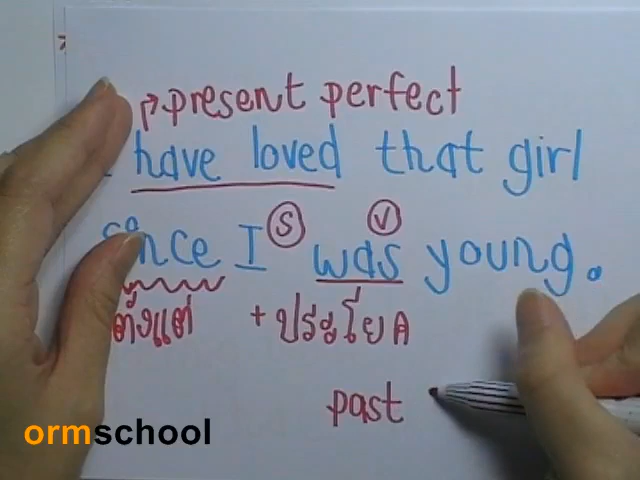 present perfect
have loved that girl
since I S was V young.
ตั้งแต่ + ประโยค
past
ormschool